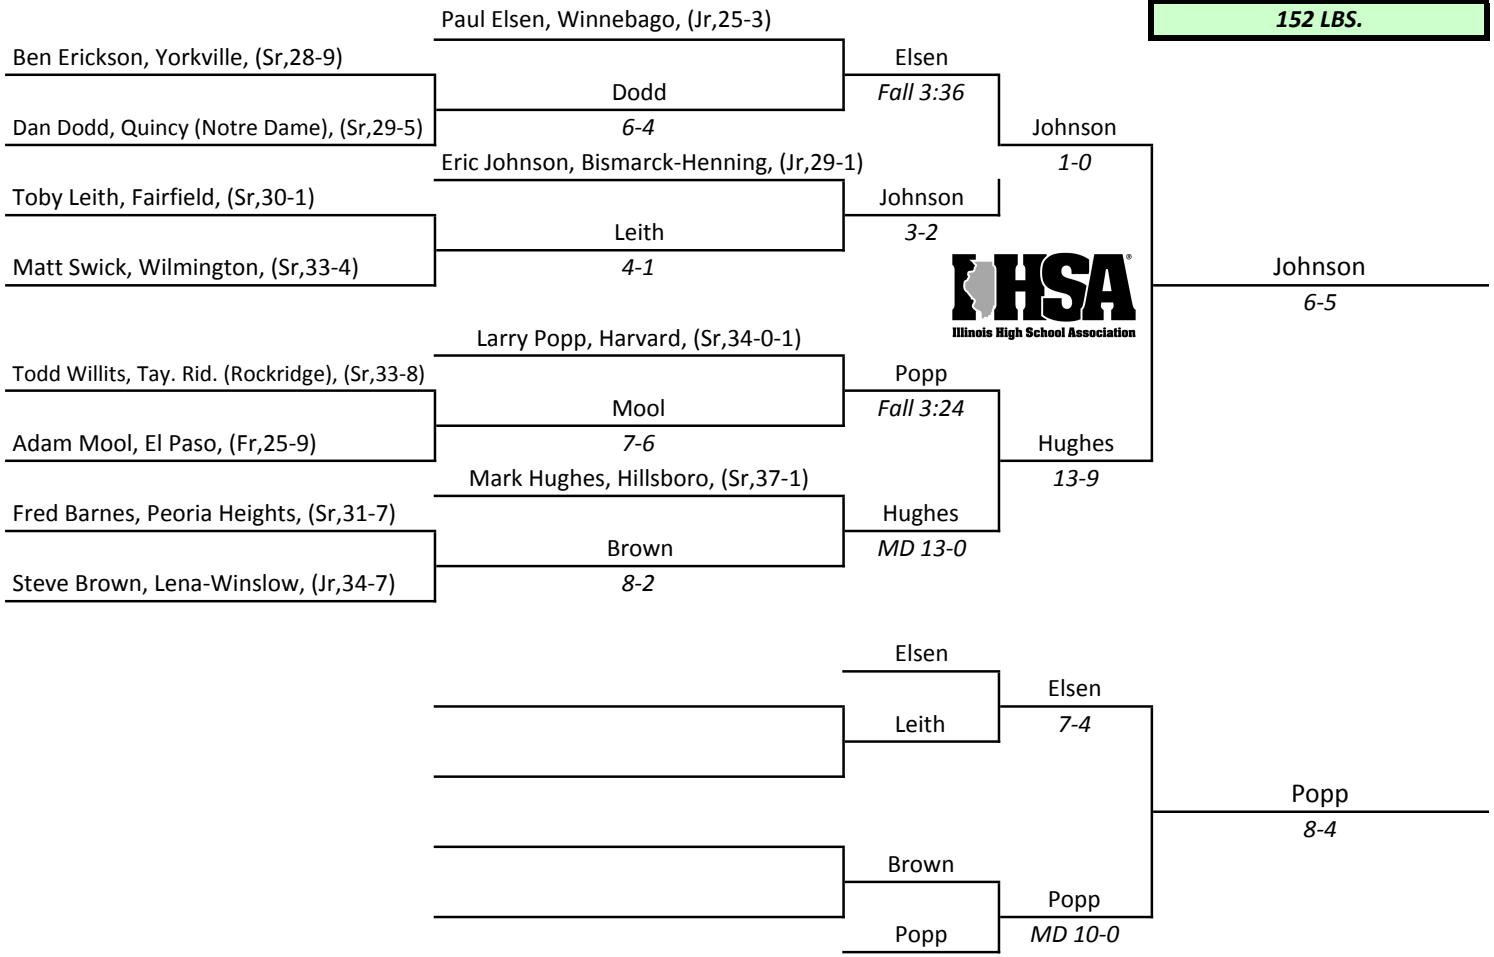 Paul Elsen, Winnebago, (Jr,25-3)
152 LBS.
Ben Erickson, Yorkville, (Sr,28-9)
Elsen
Dodd
Fall 3:36
Dan Dodd, Quincy (Notre Dame), (Sr,29-5)
6-4
Johnson
Eric Johnson, Bismarck-Henning, (Jr,29-1)
1-0
Toby Leith, Fairfield, (Sr,30-1)
Johnson
Leith
3-2
Matt Swick, Wilmington, (Sr,33-4)
4-1
IHSA®
Illinois High School Association
Johnson
6-5
Larry Popp, Harvard, (Sr,34-0-1)
Todd Willits, Tay. Rid. (Rockridge), (Sr,33-8)
Popp
Mool
Fall 3:24
Adam Mool, El Paso, (Fr,25-9)
7-6
Hughes
Mark Hughes, Hillsboro, (Sr,37-1)
13-9
Fred Barnes, Peoria Heights, (Sr,31-7)
Hughes
Brown
MD 13-0
Steve Brown, Lena-Winslow, (Jr,34-7)
8-2
Elsen
Elsen
Leith
7-4
Popp
8-4
Brown
Popp
Popp
MD 10-0